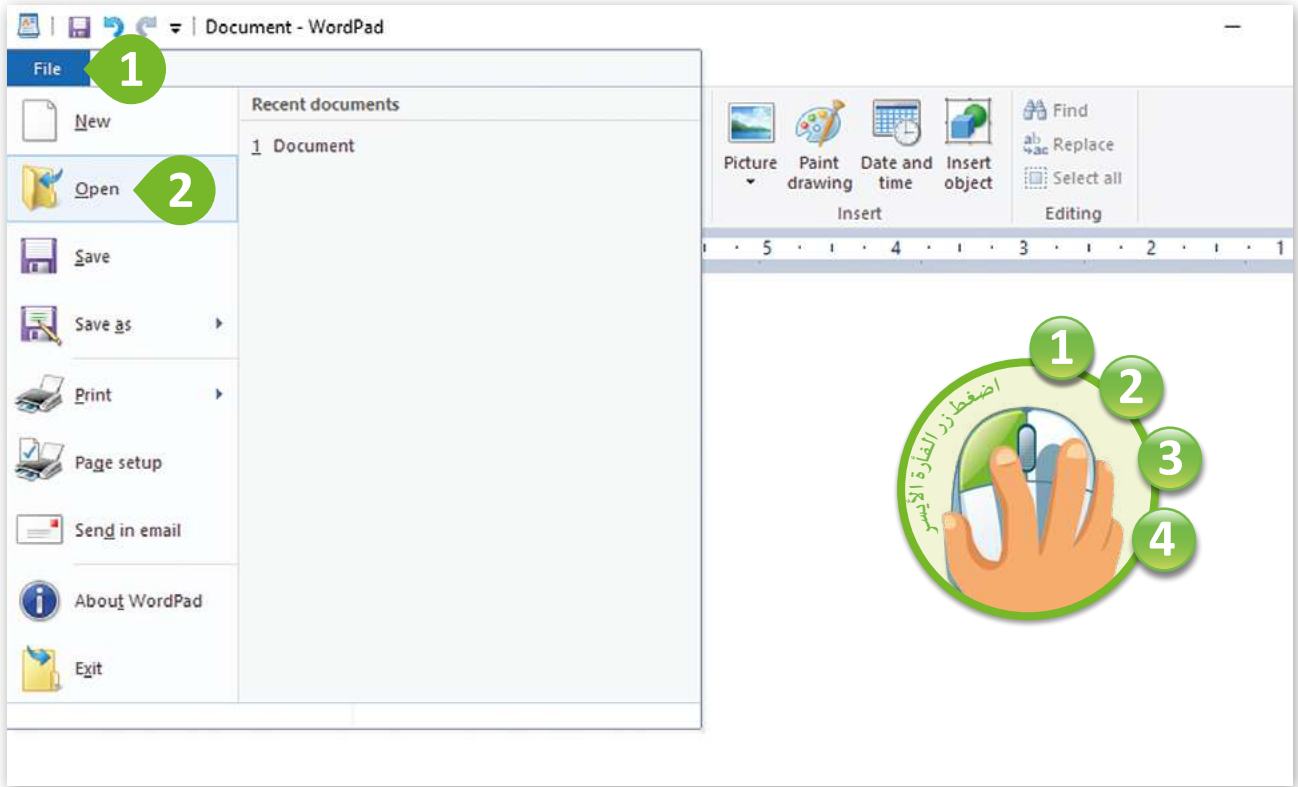 Document - WordPad
File
1
New
Recent documents
1 Document
Open
2
Save
Save as
Print
Page setup
Send in email
About WordPad
Exit
Picture
Paint drawing
Date and time
Insert object
Insert
Find
Replace
Select all
Editing
5 4 3 2 1
1
2
3
4
اضغط زر الفأرة الأيسر